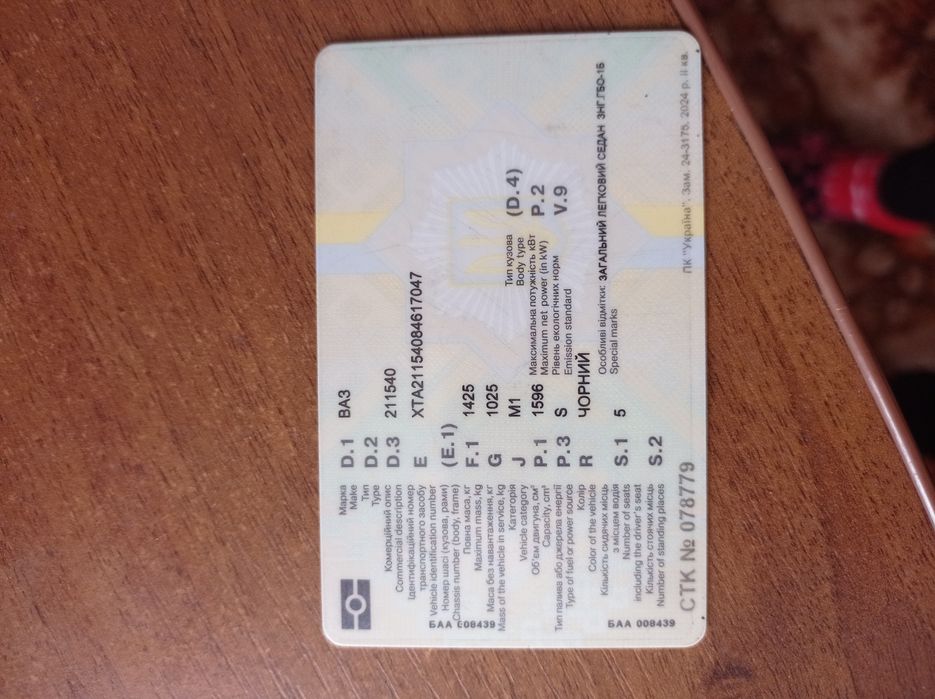 Марка D.1 ВАЗ
Make
Тип D.2
Type
Комерційний опис D.3 211540
Commercial description
Ідентифікаційний номер E XTA21154084617047
транспортного засобу
Vehicle identification number
Номер шасі (кузова, рами) (E.1)
Chassis number (body, frame)
Повна маса, кг F.1 1425
Maximum mass, kg
Маса без навантаження, кг G 1025
Mass of the vehicle in service, kg
Категорія J M1 Тип кузова (D.4)
Vehicle category Body type
Об'єм двигуна, см³ P.1 1596 Максимальна потужність кВт P.2
Capacity, cm³ Maximum net power (in kW)
Тип палива або джерела енергії P.3 S Рівень екологічних норм V.9
Type of fuel or power source Emission standard
Колір R ЧОРНИЙ
Color of the vehicle
Кількість сидячих місць S.1 5 Особливі відмітки: ЗАГАЛЬНИЙ ЛЕГКОВИЙ СЕДАН ЗНГ.ГБО-1Б
з місцем водія Special marks
Number of seats
including the driver's seat
Кількість стоячих місць S.2
Number of standing places
БАА 008439 БАА 008439
СТК № 078779 ПК "Україна". Зам. 24-3175. 2024 р. ІІ кв.